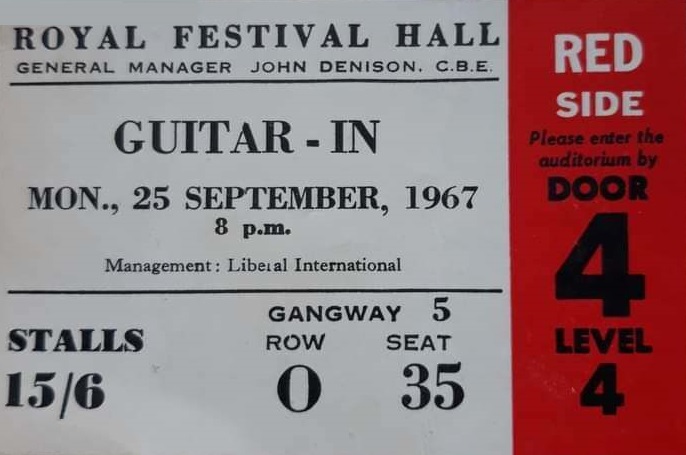 ROYAL FESTIVAL HALL
GENERAL MANAGER JOHN DENISON, C.B.E.
GUITAR - IN
MON., 25 SEPTEMBER, 1967
8 p.m.
Management: Liberal International
GANGWAY 5
STALLS ROW SEAT
15/6 O 35
RED
SIDE
Please enter the
auditorium by
DOOR
4
LEVEL
4